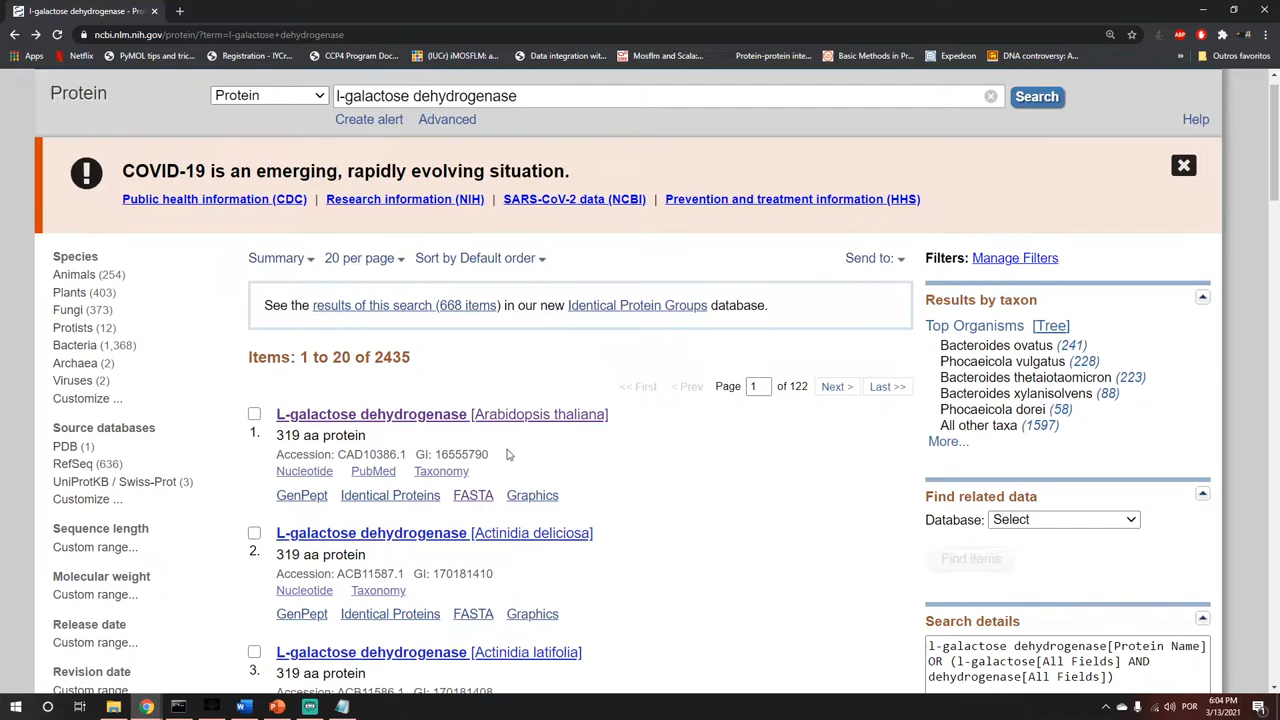 l-galactose dehydrogenase - Prot
ncbi.nlm.nih.gov/protein/?term=l-galactose+dehydrogenase
ABP
Apps
Netflix
PyMOL tips and tric...
Registration - IYCr...
CCP4 Program Doc...
(IUCr) iMOSFLM: a...
Data integration wi...
Mosflm and Scala:...
Protein-protein inter...
Basic Methods in Pr...
Expedeon
DNA controversy: A...
»
Outros favoritos
Protein
Protein
l-galactose dehydrogenase
Search
Create alert
Advanced
Help
COVID-19 is an emerging, rapidly evolving situation.
Public health information (CDC) | Research information (NIH) | SARS-CoV-2 data (NCBI) | Prevention and treatment information (HHS)
Species
Animals (254)
Plants (403)
Fungi (373)
Protists (12)
Bacteria (1,368)
Archaea (2)
Viruses (2)
Customize ...
Source databases
PDB (1)
RefSeq (636)
UniProtKB / Swiss-Prot (3)
Customize ...
Sequence length
Custom range...
Molecular weight
Custom range...
Release date
Custom range...
Revision date
Custom range...
Summary
20 per page
Sort by Default order
Send to:
See the results of this search (668 items) in our new Identical Protein Groups database.
Items: 1 to 20 of 2435
<< First
< Prev
Page 1 of 122
Next >
Last >>
L-galactose dehydrogenase [Arabidopsis thaliana]
1.
319 aa protein
Accession: CAD10386.1 GI: 16555790
Nucleotide PubMed Taxonomy
GenPept Identical Proteins FASTA Graphics
L-galactose dehydrogenase [Actinidia deliciosa]
2.
319 aa protein
Accession: ACB11587.1 GI: 170181410
Nucleotide Taxonomy
GenPept Identical Proteins FASTA Graphics
L-galactose dehydrogenase [Actinidia latifolia]
3.
319 aa protein
Accession: ACB11586.1 GI: 170181408
Filters: Manage Filters
Results by taxon
Top Organisms [Tree]
Bacteroides ovatus (241)
Phocaeicola vulgatus (228)
Bacteroides thetaiotaomicron (223)
Bacteroides xylanisolvens (88)
Phocaeicola dorei (58)
All other taxa (1597)
More...
Find related data
Database: Select
Find items
Search details
l-galactose dehydrogenase[Protein Name]
OR (l-galactose[All Fields] AND
dehydrogenase[All Fields])
POR
6:04 PM
3/13/2021